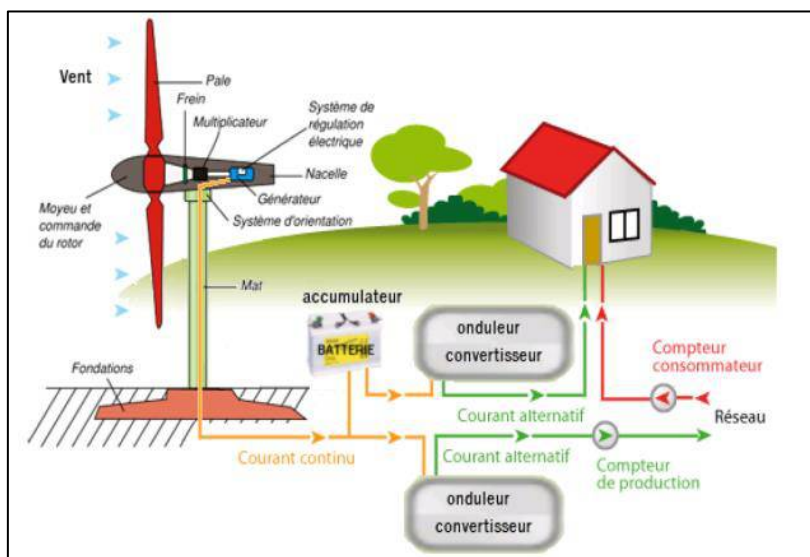 Vent
Pale
Frein
Multiplicateur
Système de
régulation
électrique
Nacelle
Générateur
Système d'orientation
Moyeu et
commande
du rotor
Mat
Fondations
accumulateur
BATTERIE
onduleur
convertisseur
Compteur
consommateur
Réseau
Courant alternatif
Courant continu
Courant alternatif
Compteur
de production
onduleur
convertisseur